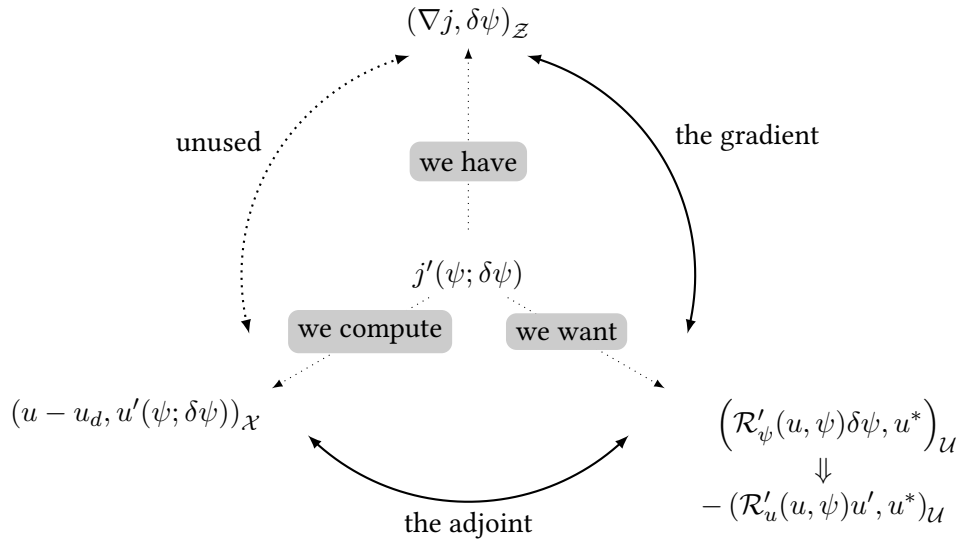 (∇j, δψ)_𝒵
unused
the gradient
we have
j′(ψ; δψ)
we compute
we want
(u − u_d, u′(ψ; δψ))_𝒳
(ℛ′_ψ(u, ψ)δψ, u*)_𝒰
⇓
− (ℛ′_u(u, ψ)u′, u*)_𝒰
the adjoint